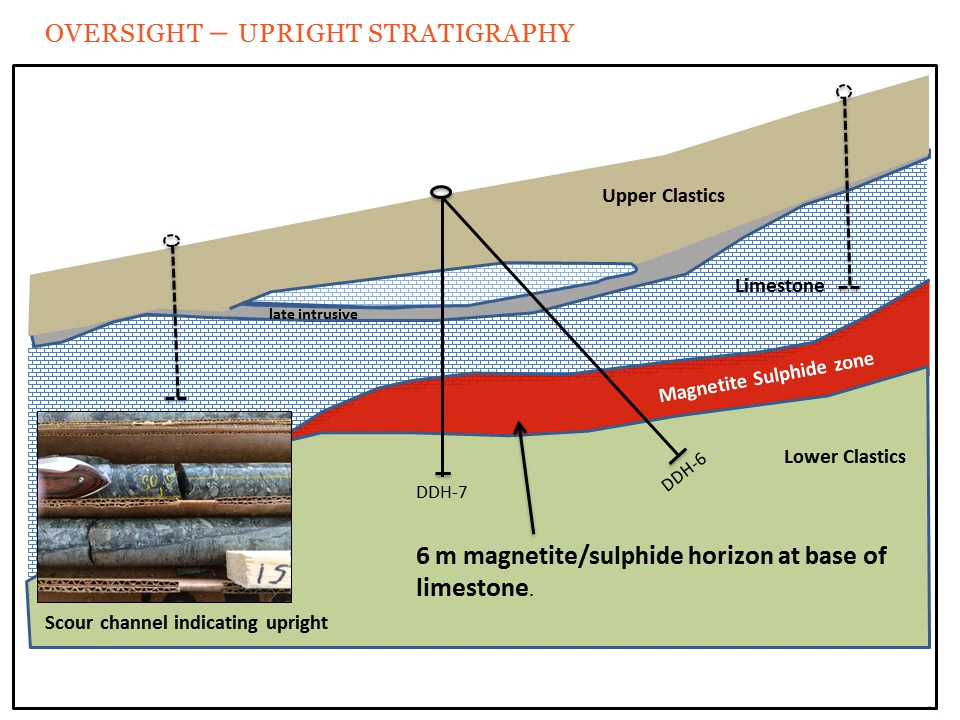 OVERSIGHT – UPRIGHT STRATIGRAPHY
Upper Clastics
Limestone
late intrusive
Magnetite Sulphide zone
Lower Clastics
DDH-6
DDH-7
6 m magnetite/sulphide horizon at base of
limestone.
Scour channel indicating upright